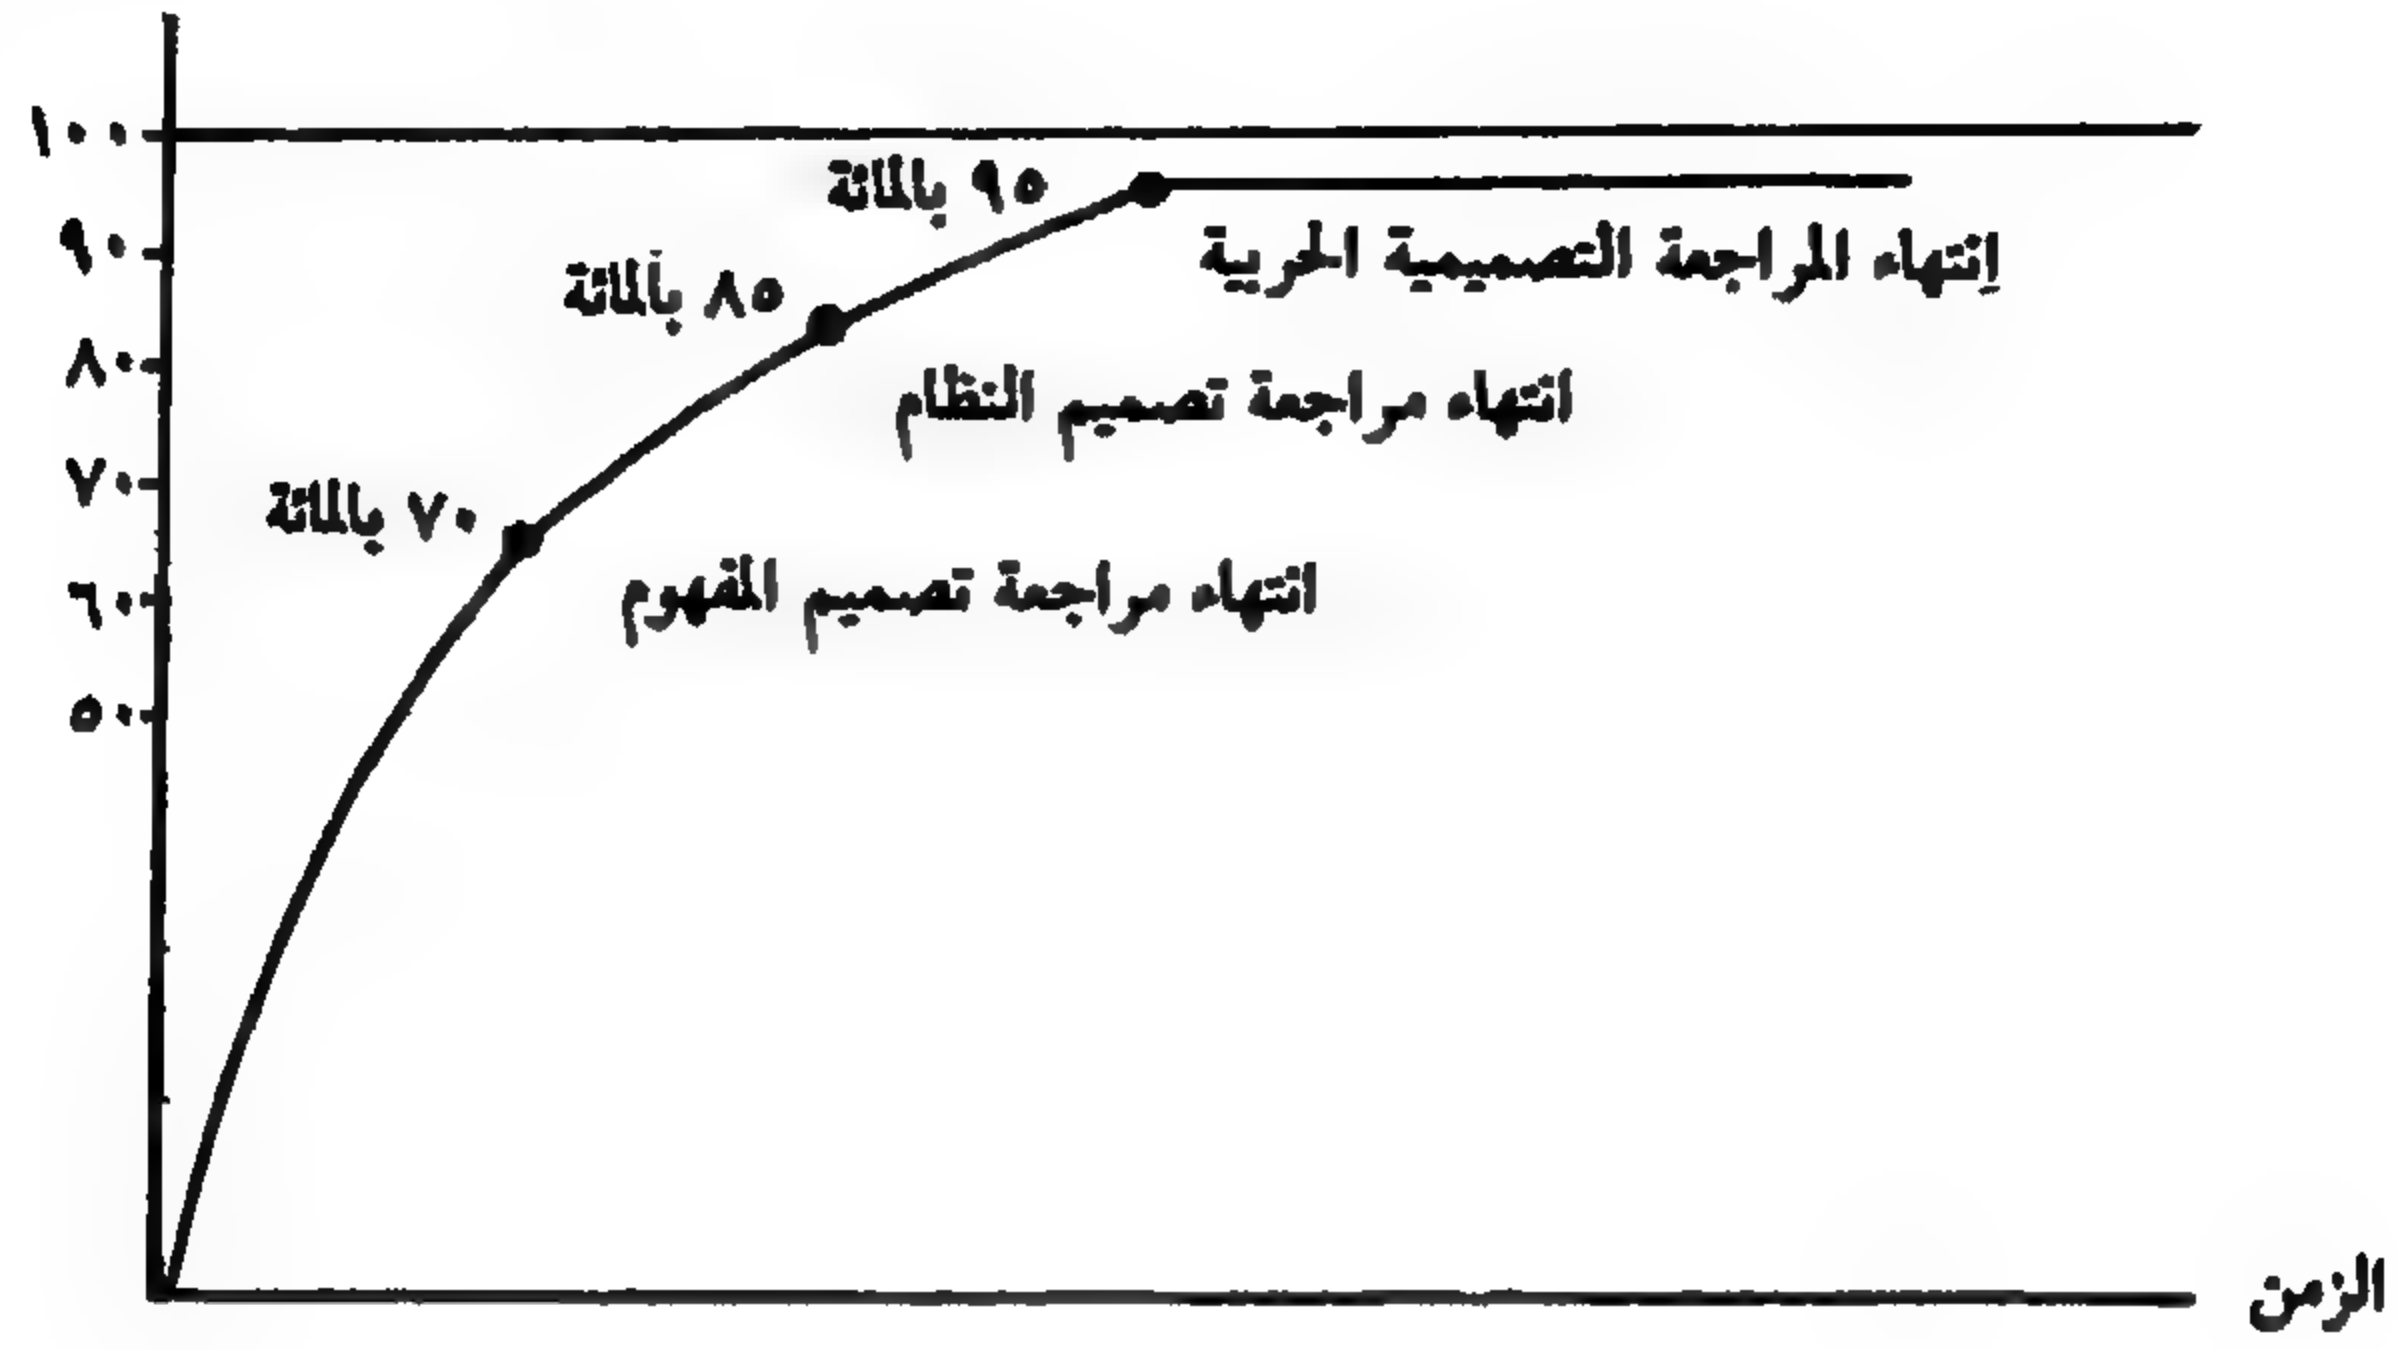 ١٠٠
٩٥ بالمائة
٩٠
إنتهاء المراجعة التصميمية الحربية
٨٥ بالمائة
٨٠
انتهاء مراجعة تصميم النظام
٧٠
٧٠ بالمائة
٦٠
انتهاء مراجعة تصميم المفهوم
٥٠
الزمن